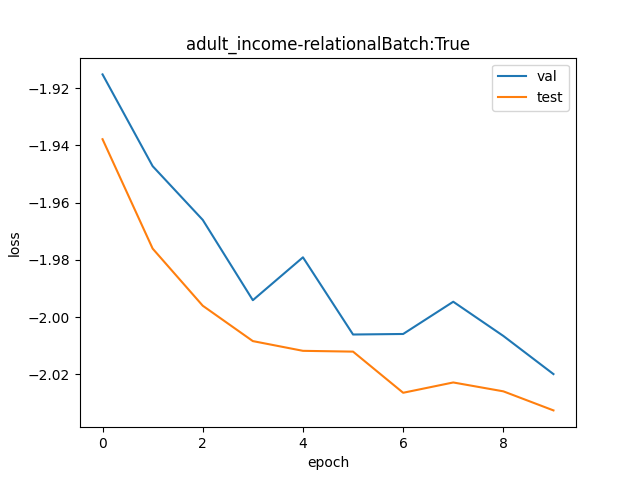 adult_income-relationalBatch:True
val
test
−1.92
−1.94
−1.96
−1.98
−2.00
−2.02
loss
0
2
4
6
8
epoch